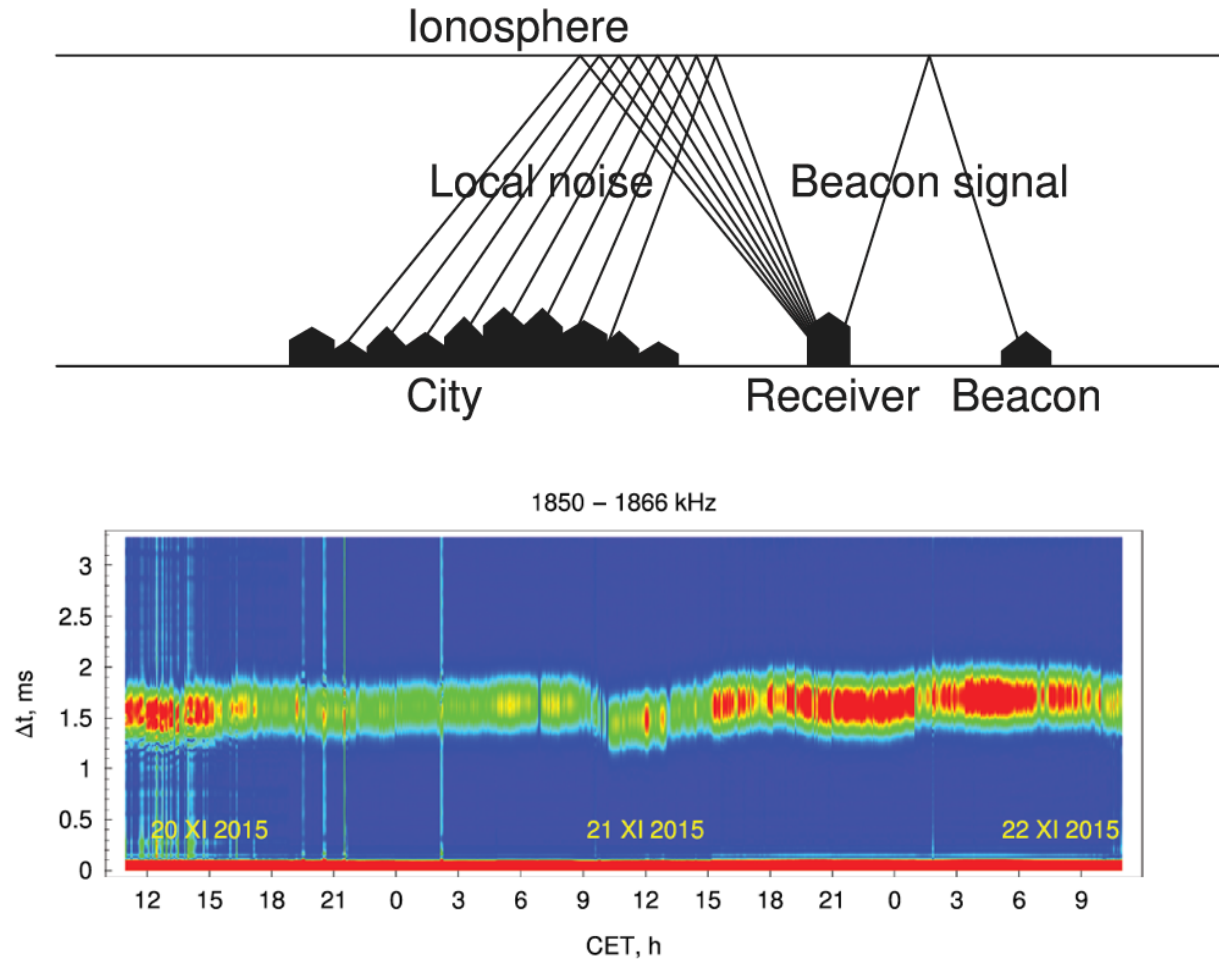 Ionosphere
Local noise
Beacon signal
City
Receiver
Beacon
1850 – 1866 kHz
3
2.5
2
1.5
1
0.5
0
Δt, ms
20 XI 2015
21 XI 2015
22 XI 2015
12 15 18 21 0 3 6 9 12 15 18 21 0 3 6 9
CET, h